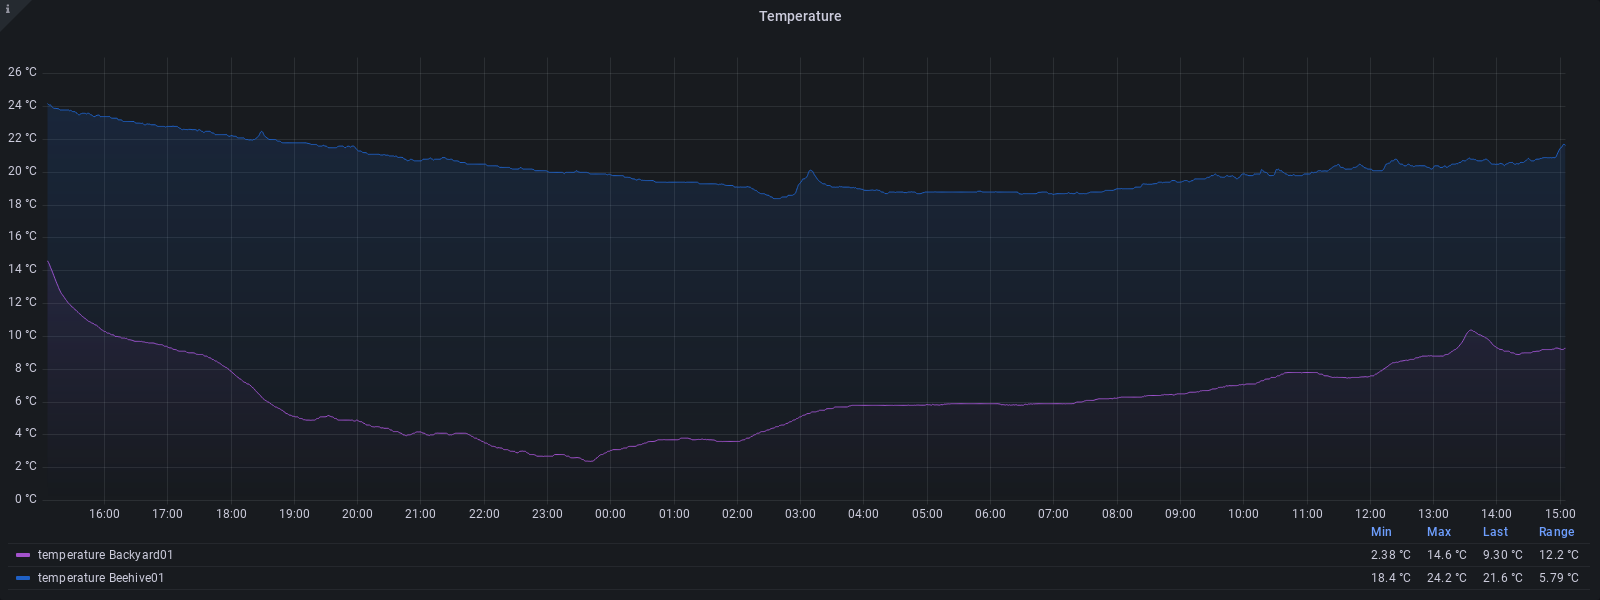 i
Temperature
26 °C
24 °C
22 °C
20 °C
18 °C
16 °C
14 °C
12 °C
10 °C
8 °C
6 °C
4 °C
2 °C
0 °C
16:00 17:00 18:00 19:00 20:00 21:00 22:00 23:00 00:00 01:00 02:00 03:00 04:00 05:00 06:00 07:00 08:00 09:00 10:00 11:00 12:00 13:00 14:00 15:00
Min Max Last Range
temperature Backyard01 2.38 °C 14.6 °C 9.30 °C 12.2 °C
temperature Beehive01 18.4 °C 24.2 °C 21.6 °C 5.79 °C